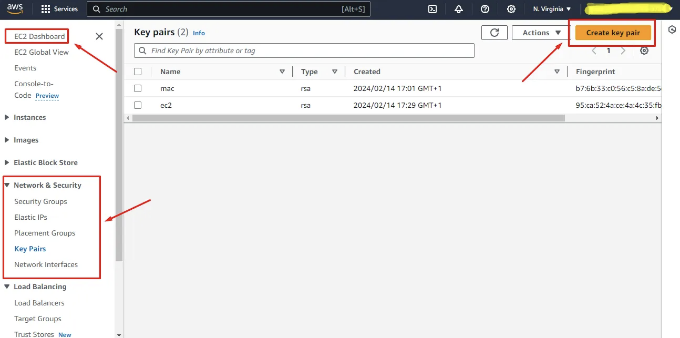 aws Services Search [Alt+S] N. Virginia
EC2 Dashboard
EC2 Global View
Events
Console-to-
Code Preview
Instances
Images
Elastic Block Store
Network & Security
Security Groups
Elastic IPs
Placement Groups
Key Pairs
Network Interfaces
Load Balancing
Load Balancers
Target Groups
Trust Stores New
Key pairs (2) Info
Actions
Create key pair
Find Key Pair by attribute or tag
1
Name Type Created Fingerprint
mac rsa 2024/02/14 17:01 GMT+1 b7:6b:33:c0:56:c5:8a:de:5
ec2 rsa 2024/02/14 17:29 GMT+1 95:ca:52:4a:ce:4a:4c:35:fb